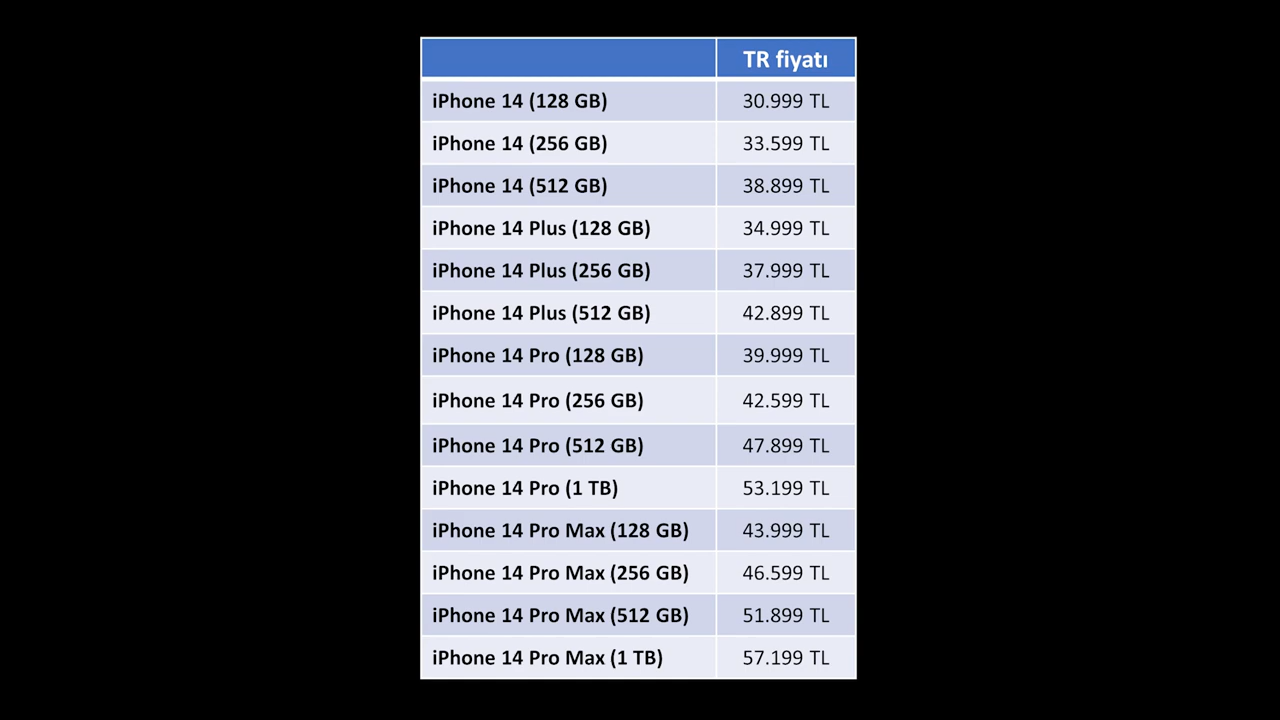 TR fiyatı
iPhone 14 (128 GB) 30.999 TL
iPhone 14 (256 GB) 33.599 TL
iPhone 14 (512 GB) 38.899 TL
iPhone 14 Plus (128 GB) 34.999 TL
iPhone 14 Plus (256 GB) 37.999 TL
iPhone 14 Plus (512 GB) 42.899 TL
iPhone 14 Pro (128 GB) 39.999 TL
iPhone 14 Pro (256 GB) 42.599 TL
iPhone 14 Pro (512 GB) 47.899 TL
iPhone 14 Pro (1 TB) 53.199 TL
iPhone 14 Pro Max (128 GB) 43.999 TL
iPhone 14 Pro Max (256 GB) 46.599 TL
iPhone 14 Pro Max (512 GB) 51.899 TL
iPhone 14 Pro Max (1 TB) 57.199 TL